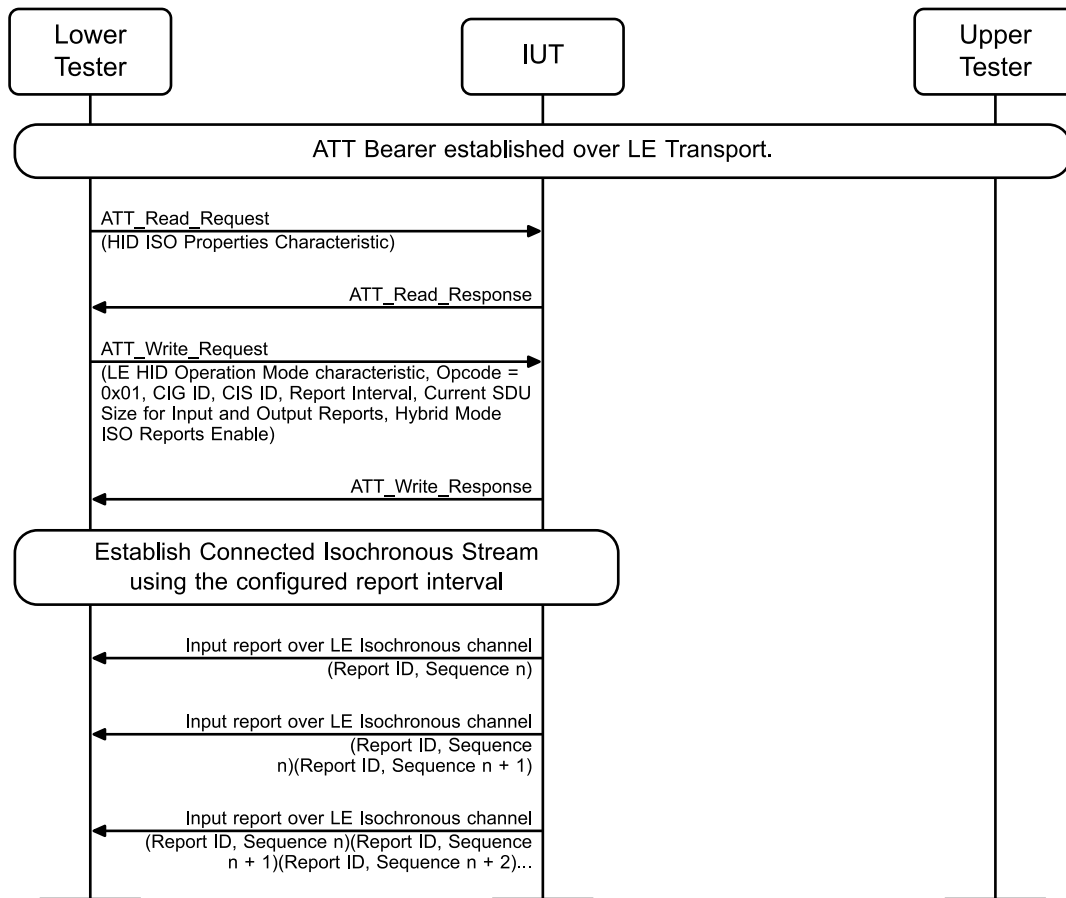 Lower
Tester
IUT
Upper
Tester
ATT Bearer established over LE Transport.
ATT_Read_Request
(HID ISO Properties Characteristic)
ATT_Read_Response
ATT_Write_Request
(LE HID Operation Mode characteristic, Opcode =
0x01, CIG ID, CIS ID, Report Interval, Current SDU
Size for Input and Output Reports, Hybrid Mode
ISO Reports Enable)
ATT_Write_Response
Establish Connected Isochronous Stream
using the configured report interval
Input report over LE Isochronous channel
(Report ID, Sequence n)
Input report over LE Isochronous channel
(Report ID, Sequence
n)(Report ID, Sequence n + 1)
Input report over LE Isochronous channel
(Report ID, Sequence n)(Report ID, Sequence
n + 1)(Report ID, Sequence n + 2)...